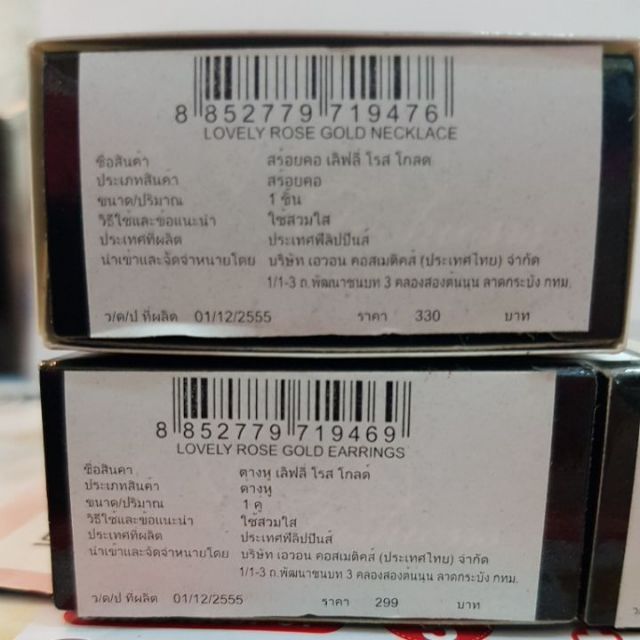 8 852779 719476
LOVELY ROSE GOLD NECKLACE
ชื่อสินค้า สร้อยคอ เลิฟลี่ โรส โกลด์
ประเภทสินค้า สร้อยคอ
ขนาด/ปริมาณ 1 ชิ้น
วิธีใช้และข้อแนะนำ ใช้สวมใส่
ประเทศที่ผลิต ประเทศฟิลิปปินส์
นำเข้าและจัดจำหน่ายโดย บริษัท เอวอน คอสเมติคส์ (ประเทศไทย) จำกัด
1/1-3 ถ.พัฒนาชนบท 3 คลองสองต้นนุ่น ลาดกระบัง กทม.
ว/ด/ป ที่ผลิต 01/12/2555 ราคา 330 บาท
8 852779 719469
LOVELY ROSE GOLD EARRINGS
ชื่อสินค้า ต่างหู เลิฟลี่ โรส โกลด์
ประเภทสินค้า ต่างหู
ขนาด/ปริมาณ 1 คู่
วิธีใช้และข้อแนะนำ ใช้สวมใส่
ประเทศที่ผลิต ประเทศฟิลิปปินส์
นำเข้าและจัดจำหน่ายโดย บริษัท เอวอน คอสเมติคส์ (ประเทศไทย) จำกัด
1/1-3 ถ.พัฒนาชนบท 3 คลองสองต้นนุ่น ลาดกระบัง กทม.
ว/ด/ป ที่ผลิต 01/12/2555 ราคา 299 บาท